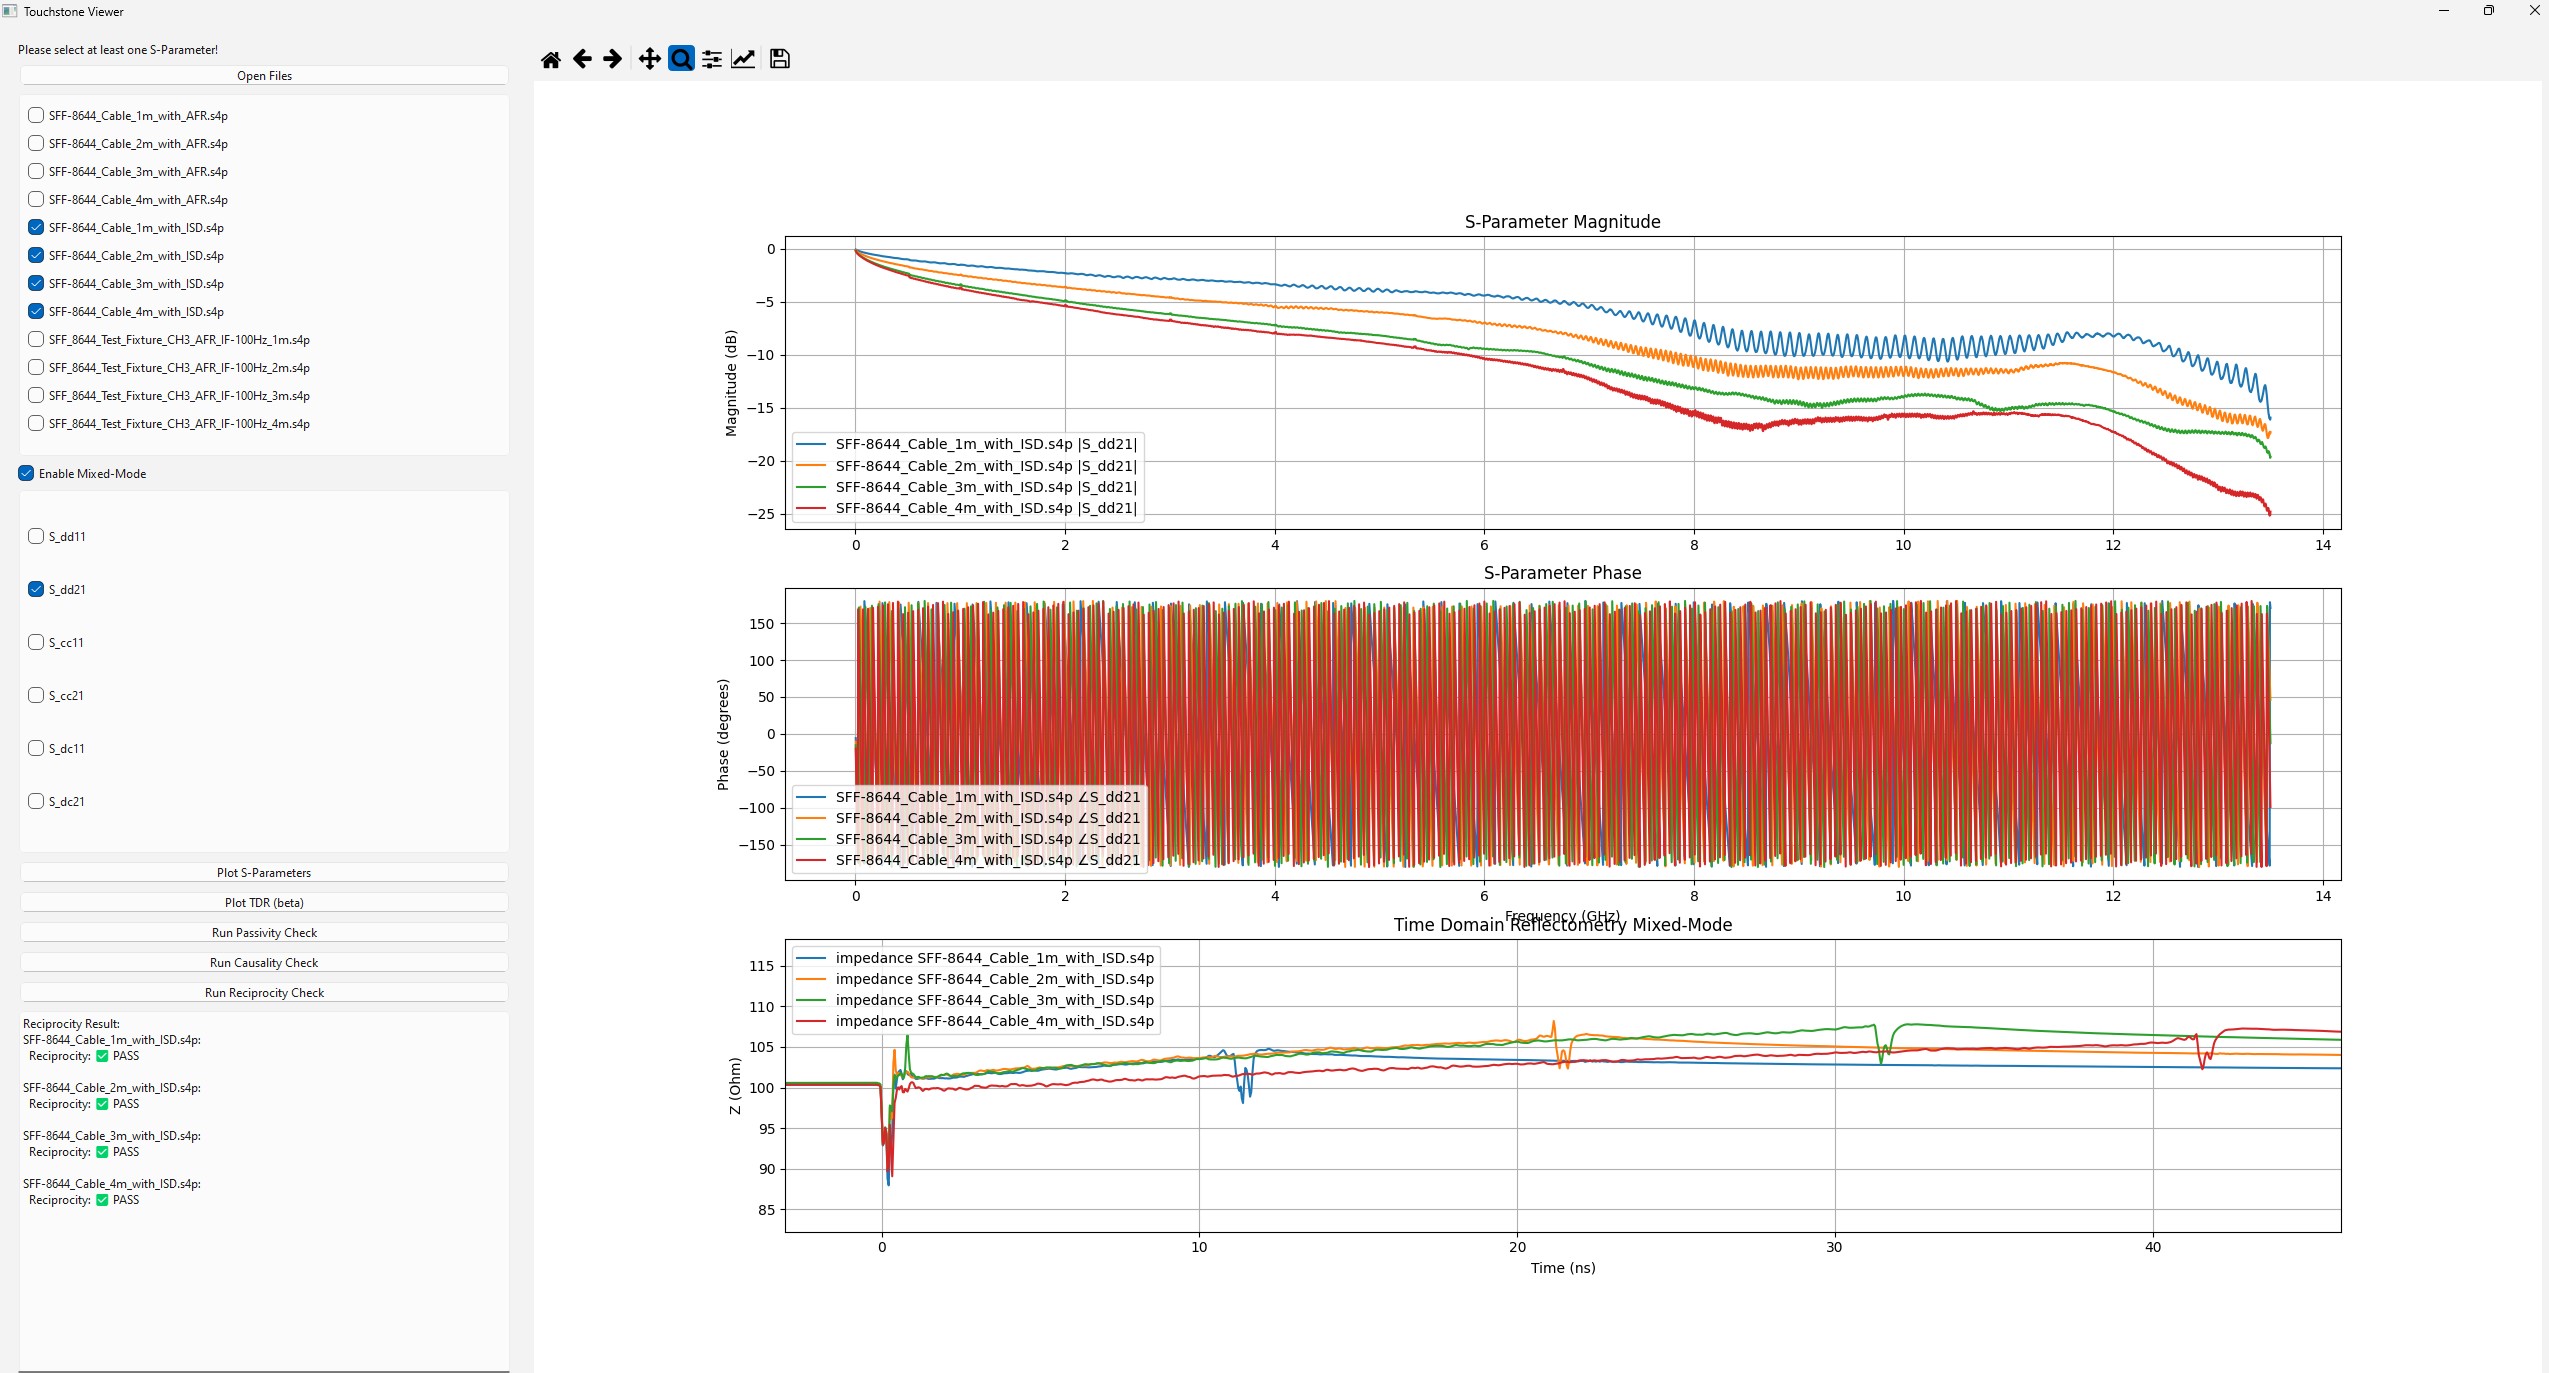 Touchstone Viewer
Please select at least one S-Parameter!
Open Files
SFF-8644_Cable_1m_with_AFR.s4p
SFF-8644_Cable_2m_with_AFR.s4p
SFF-8644_Cable_3m_with_AFR.s4p
SFF-8644_Cable_4m_with_AFR.s4p
SFF-8644_Cable_1m_with_ISD.s4p
SFF-8644_Cable_2m_with_ISD.s4p
SFF-8644_Cable_3m_with_ISD.s4p
SFF-8644_Cable_4m_with_ISD.s4p
SFF_8644_Test_Fixture_CH3_AFR_IF-100Hz_1m.s4p
SFF_8644_Test_Fixture_CH3_AFR_IF-100Hz_2m.s4p
SFF_8644_Test_Fixture_CH3_AFR_IF-100Hz_3m.s4p
SFF_8644_Test_Fixture_CH3_AFR_IF-100Hz_4m.s4p
Enable Mixed-Mode
S_dd11
S_dd21
S_cc11
S_cc21
S_dc11
S_dc21
Plot S-Parameters
Plot TDR (beta)
Run Passivity Check
Run Causality Check
Run Reciprocity Check
Reciprocity Result:
SFF-8644_Cable_1m_with_ISD.s4p:
Reciprocity: ✅ PASS
SFF-8644_Cable_2m_with_ISD.s4p:
Reciprocity: ✅ PASS
SFF-8644_Cable_3m_with_ISD.s4p:
Reciprocity: ✅ PASS
SFF-8644_Cable_4m_with_ISD.s4p:
Reciprocity: ✅ PASS
S-Parameter Magnitude
Magnitude (dB)
0
−5
−10
−15
−20
−25
SFF-8644_Cable_1m_with_ISD.s4p |S_dd21|
SFF-8644_Cable_2m_with_ISD.s4p |S_dd21|
SFF-8644_Cable_3m_with_ISD.s4p |S_dd21|
SFF-8644_Cable_4m_with_ISD.s4p |S_dd21|
0 2 4 6 8 10 12 14
S-Parameter Phase
Phase (degrees)
150
100
50
0
−50
−100
−150
SFF-8644_Cable_1m_with_ISD.s4p ∠S_dd21
SFF-8644_Cable_2m_with_ISD.s4p ∠S_dd21
SFF-8644_Cable_3m_with_ISD.s4p ∠S_dd21
SFF-8644_Cable_4m_with_ISD.s4p ∠S_dd21
0 2 4 6 8 10 12 14
Frequency (GHz)
Time Domain Reflectometry Mixed-Mode
Z (Ohm)
115
110
105
100
95
90
85
impedance SFF-8644_Cable_1m_with_ISD.s4p
impedance SFF-8644_Cable_2m_with_ISD.s4p
impedance SFF-8644_Cable_3m_with_ISD.s4p
impedance SFF-8644_Cable_4m_with_ISD.s4p
0 10 20 30 40
Time (ns)